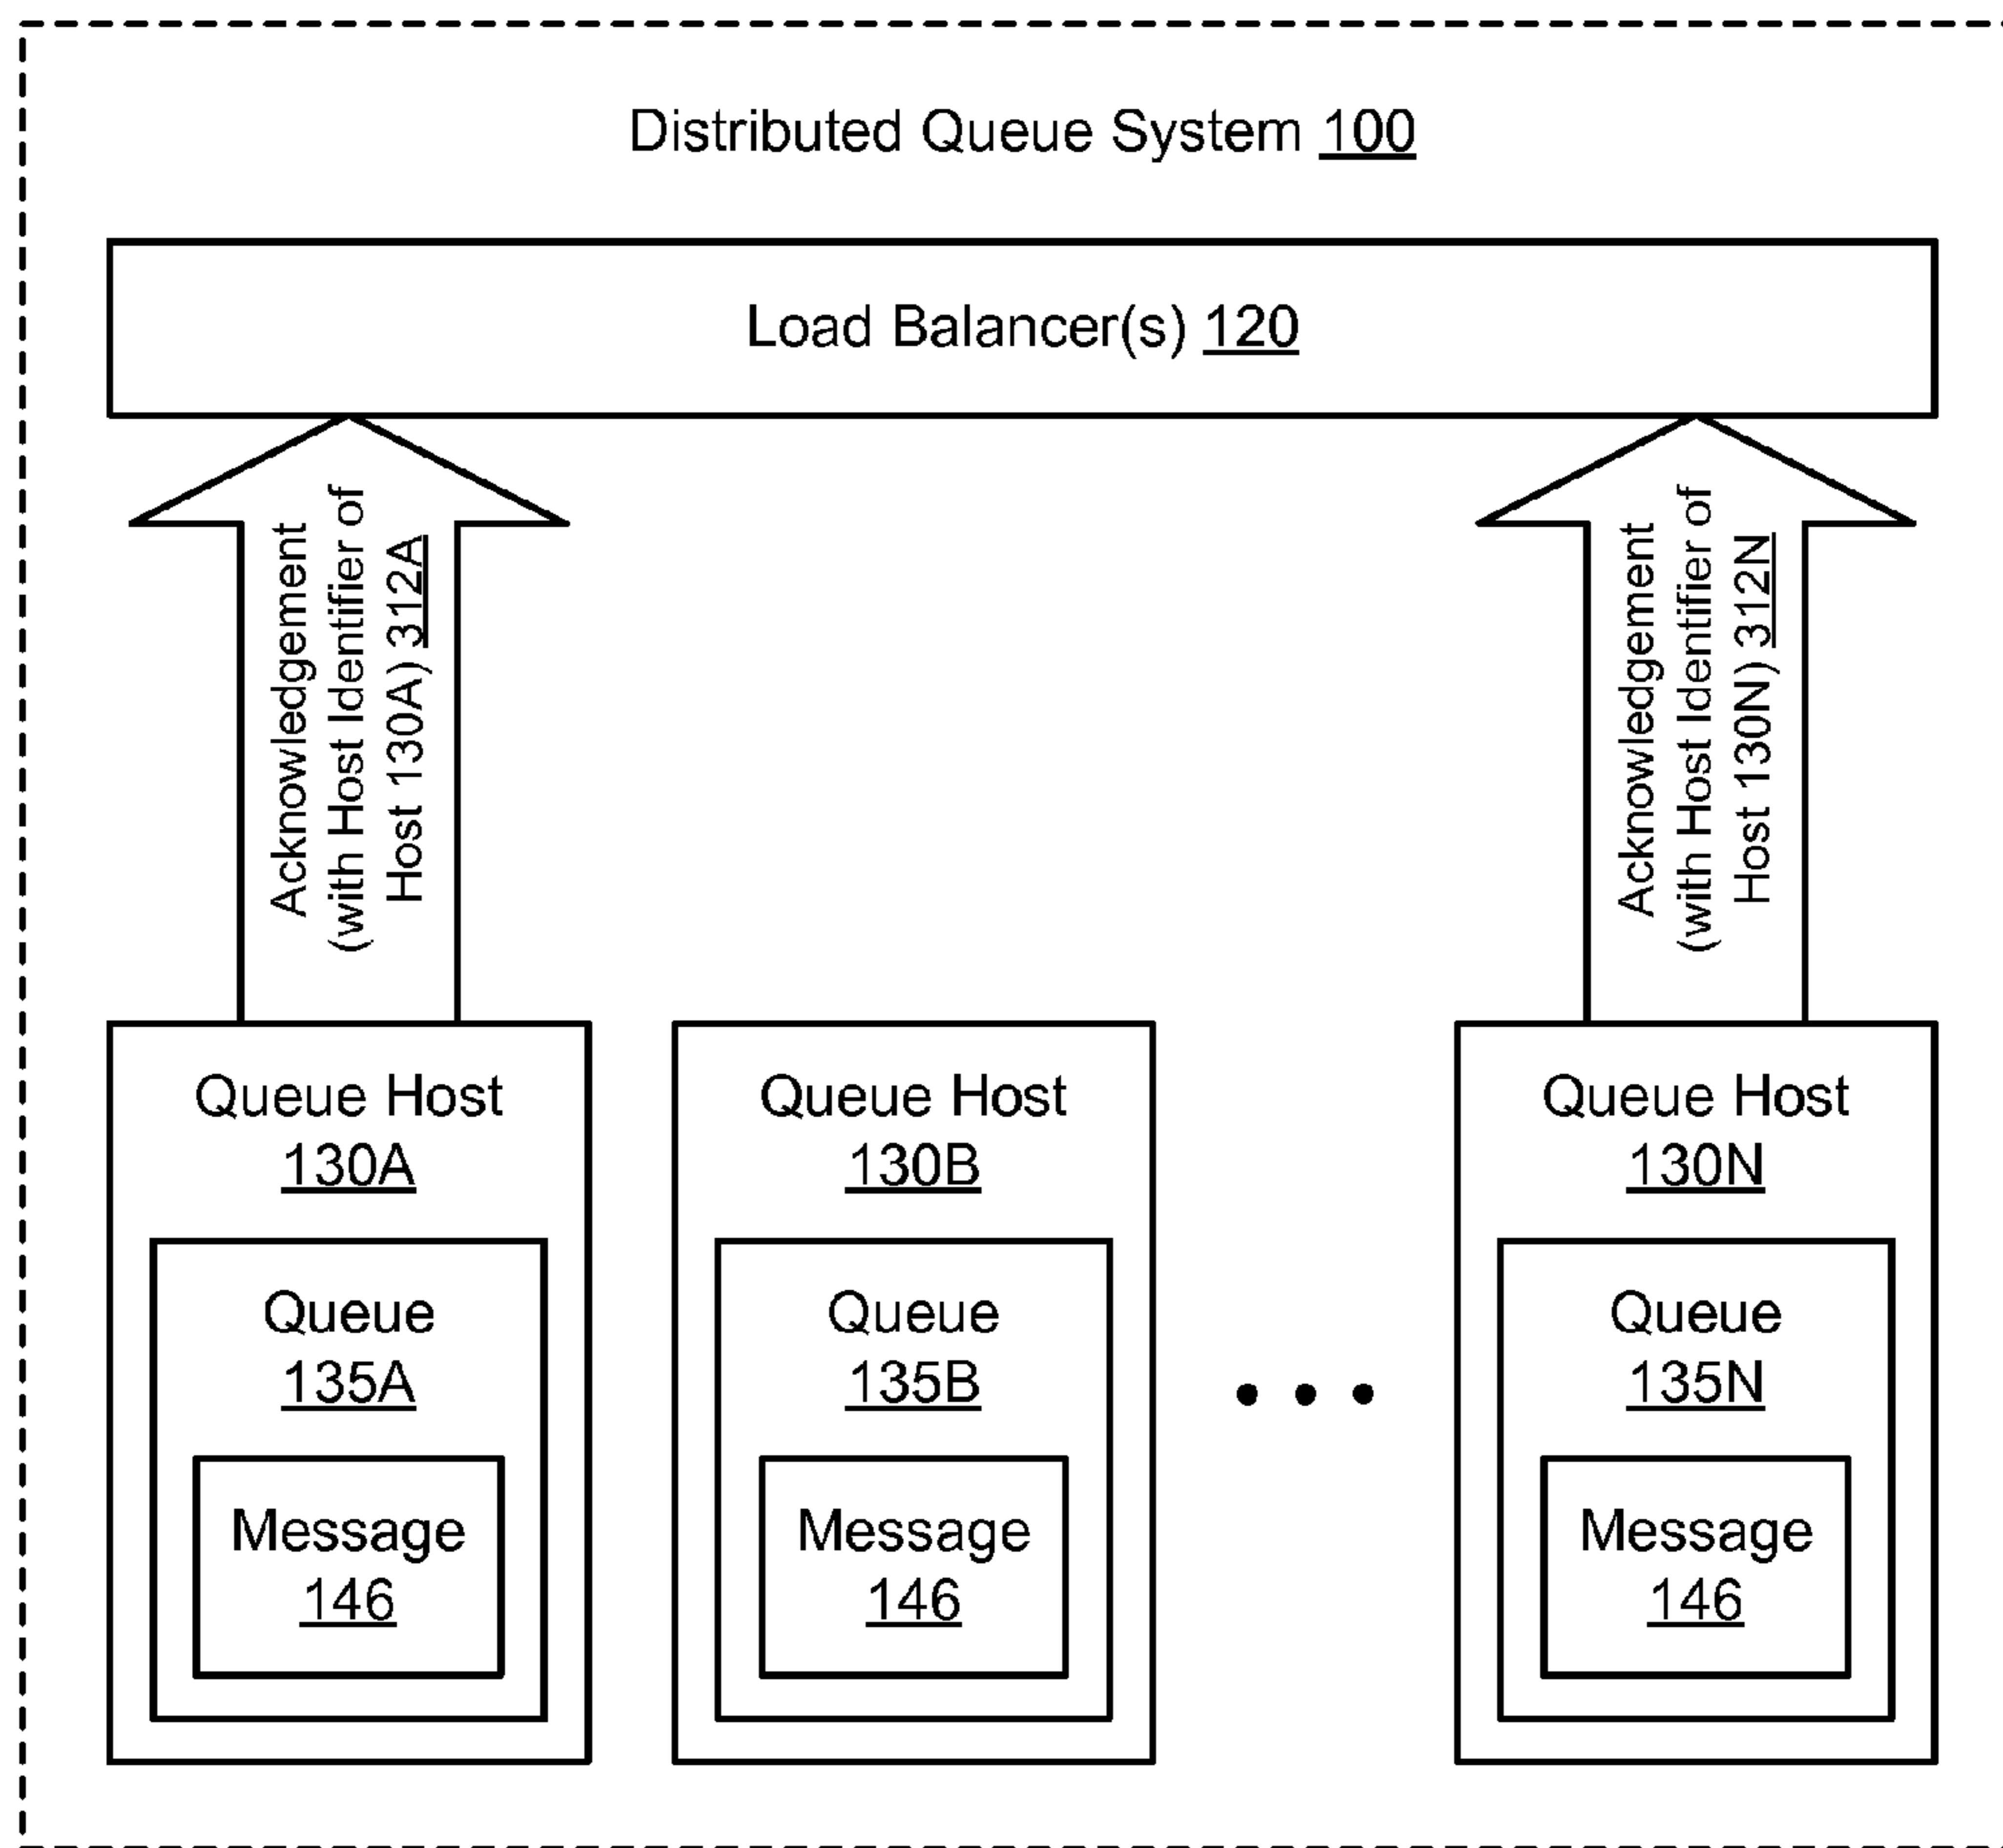 Distributed Queue System 100
Load Balancer(s) 120
Acknowledgement
(with Host Identifier of
Host 130A) 312A
Acknowledgement
(with Host Identifier of
Host 130N) 312N
Queue Host
130A
Queue
135A
Message
146
Queue Host
130B
Queue
135B
Message
146
Queue Host
130N
Queue
135N
Message
146